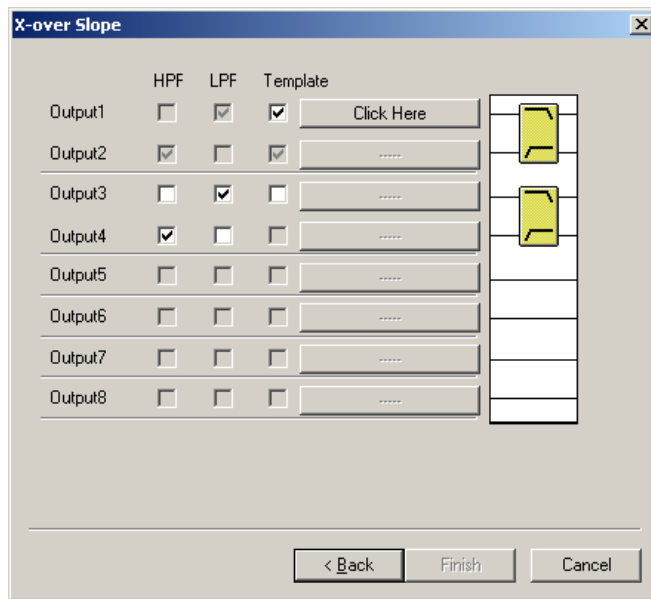 X-over Slope
HPF LPF Template
Output1 Click Here
Output2 -----
Output3 -----
Output4 -----
Output5 -----
Output6 -----
Output7 -----
Output8 -----
< Back Finish Cancel